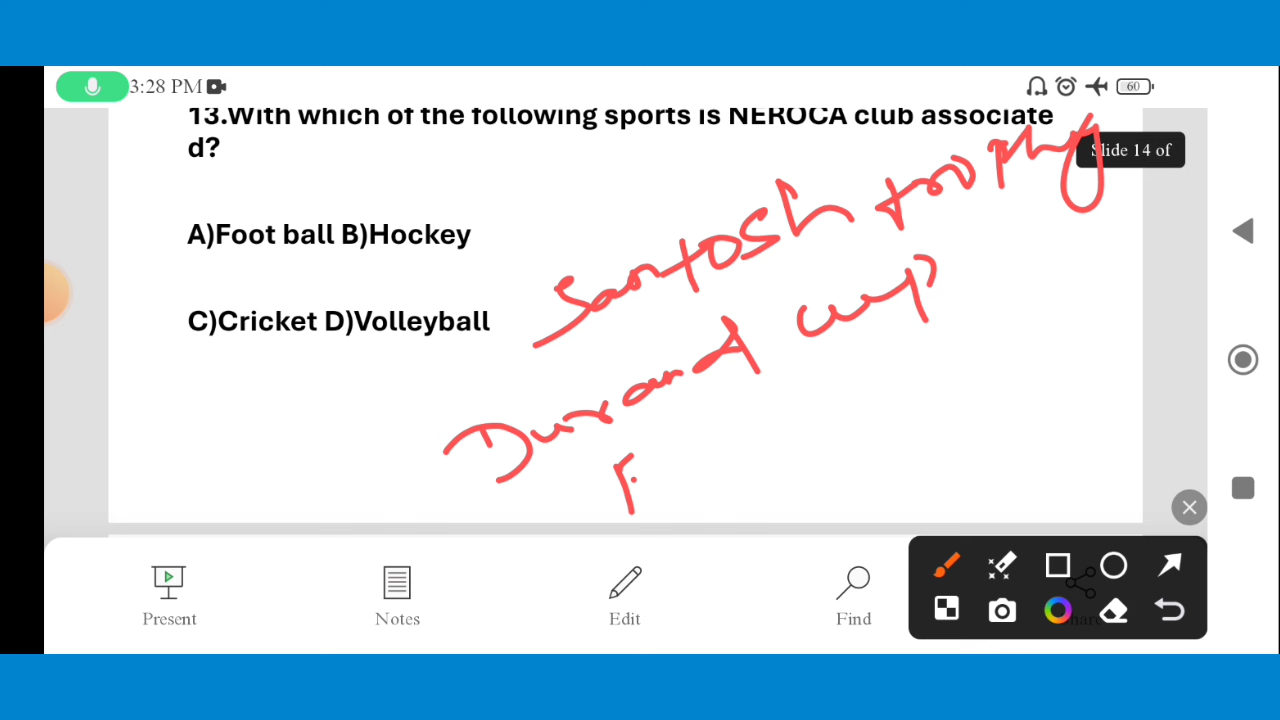 3:28 PM
60
13.With which of the following sports is NEROCA club associate
d?
Slide 14 of
A)Foot ball B)Hockey
Santosh trophy
C)Cricket D)Volleyball
Durand cup
F
Present
Notes
Edit
Find